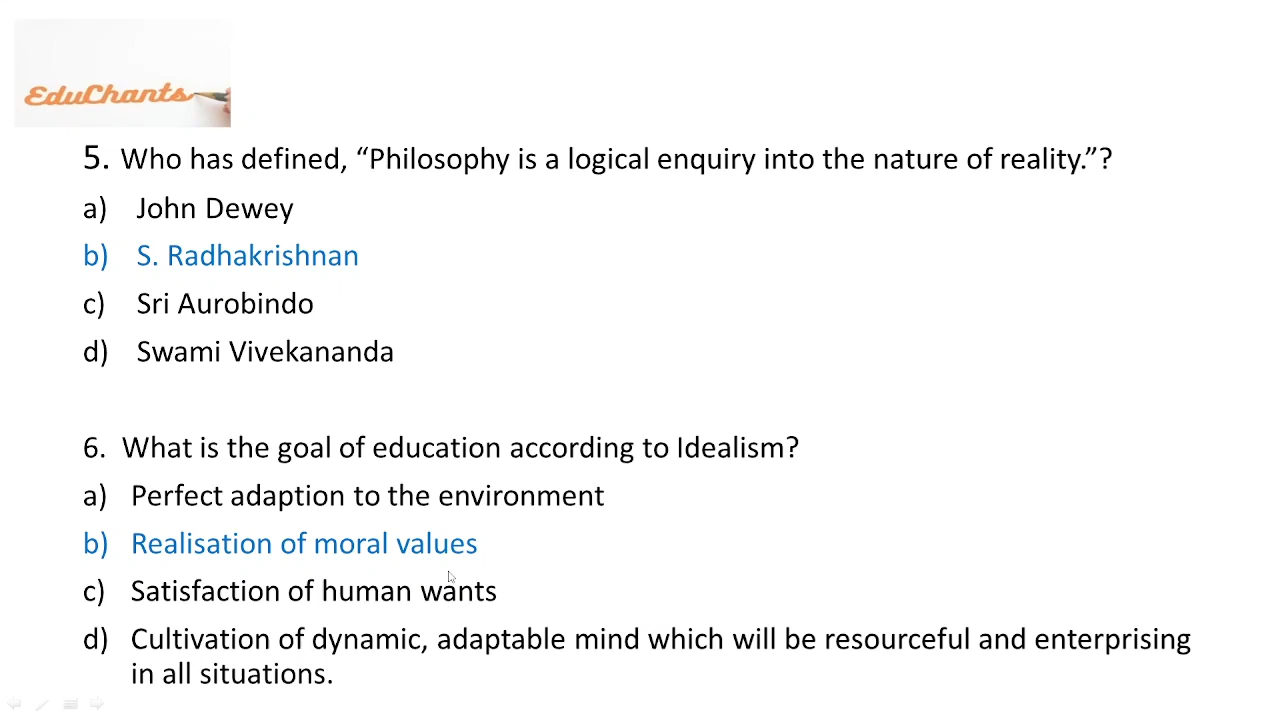 EduChants
5. Who has defined, “Philosophy is a logical enquiry into the nature of reality.”?
a) John Dewey
b) S. Radhakrishnan
c) Sri Aurobindo
d) Swami Vivekananda
6. What is the goal of education according to Idealism?
a) Perfect adaption to the environment
b) Realisation of moral values
c) Satisfaction of human wants
d) Cultivation of dynamic, adaptable mind which will be resourceful and enterprising
in all situations.